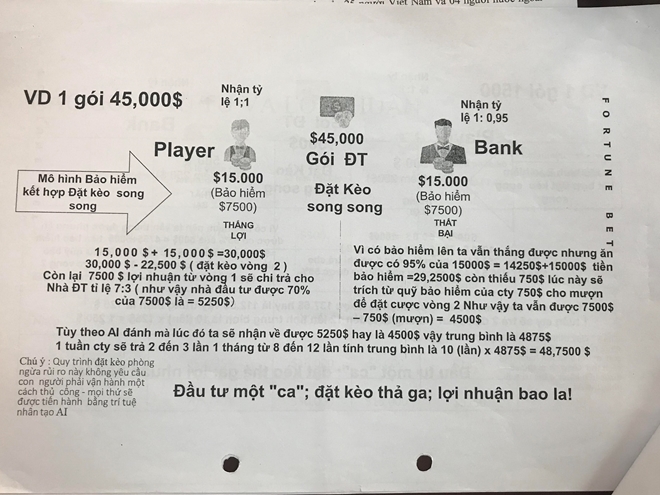 người Việt Nam và 04 người nước ngoài
VD 1 gói 45,000$
Nhận tỷ
lệ 1;1
Player
$15.000
(Bảo hiểm
$7500)
THẮNG
LỢI
$45,000
Gói ĐT
Đặt Kèo
song song
Nhận tỷ
lệ 1: 0,95
Bank
$15.000
(Bảo hiểm
$7500)
THẤT
BẠI
FORTUNE BET
Mô hình Bảo hiểm
kết hợp Đặt kèo song
song
15,000 $+ 15,000$ =30,000$
30,000 $ - 22,500 $ ( đặt kèo vòng 2 )
Còn lại 7500 $ lợi nhuận từ vòng 1 sẽ chi trả cho
Nhà ĐT tỉ lệ 7:3 ( như vậy nhà đầu tư được 70%
của 7500$ là = 5250$)
Vì có bảo hiểm lên ta vẫn thắng được nhưng ăn
được có 95% của 15000$ = 14250$+15000$ tiền
bảo hiểm =29,2500$ còn thiếu 750$ lúc này sẽ
trích từ quỹ bảo hiểm của cty 750$ cho mượn
để đặt cược vòng 2 Như vậy ta vẫn được 7500$
– 750$ (mượn) = 4500$
Tùy theo AI đánh mà lúc đó ta sẽ nhận về được 5250$ hay là 4500$ vậy trung bình là 4875$
1 tuần cty sẽ trả 2 đến 3 lần 1 tháng từ 8 đến 12 lần tính trung bình là 10 (lần) x 4875$ = 48,7500 $
Chú ý : Quy trình đặt kèo phòng
ngừa rủi ro này không yêu cầu
con người phải vận hành một
cách thủ công - mọi thứ sẽ
được tiến hành bằng trí tuệ
nhân tạo AI
Đầu tư một "ca"; đặt kèo thả ga; lợi nhuận bao la!